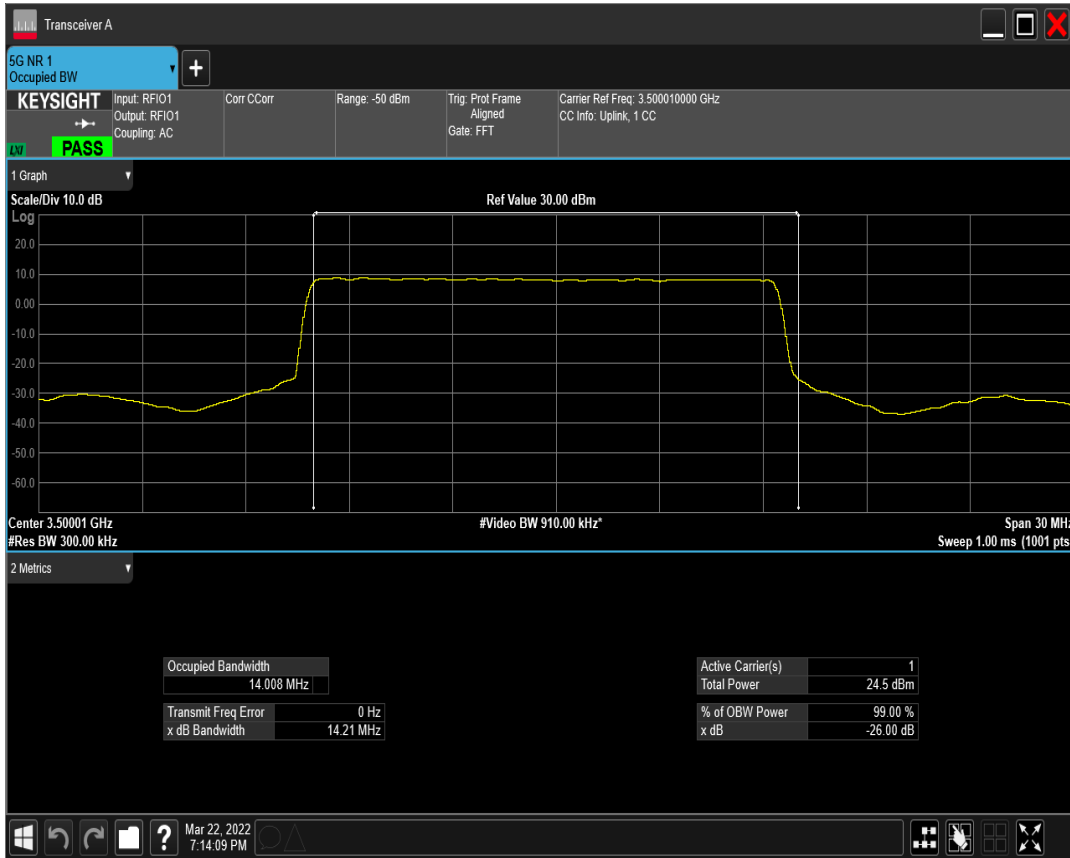 Transceiver A
5G NR 1
Occupied BW
KEYSIGHT
LXI
PASS
Input: RFIO1
Output: RFIO1
Coupling: AC
Corr CCorr
Range: -50 dBm
Trig: Prot Frame
Aligned
Gate: FFT
Carrier Ref Freq: 3.500010000 GHz
CC Info: Uplink, 1 CC
1 Graph
Scale/Div 10.0 dB
Ref Value 30.00 dBm
Log
20.0
10.0
0.00
-10.0
-20.0
-30.0
-40.0
-50.0
-60.0
Center 3.50001 GHz
#Video BW 910.00 kHz*
Span 30 MHz
#Res BW 300.00 kHz
Sweep 1.00 ms (1001 pts
2 Metrics
Occupied Bandwidth
14.008 MHz
Transmit Freq Error 0 Hz
x dB Bandwidth 14.21 MHz
Active Carrier(s) 1
Total Power 24.5 dBm
% of OBW Power 99.00 %
x dB -26.00 dB
?
Mar 22, 2022
7:14:09 PM